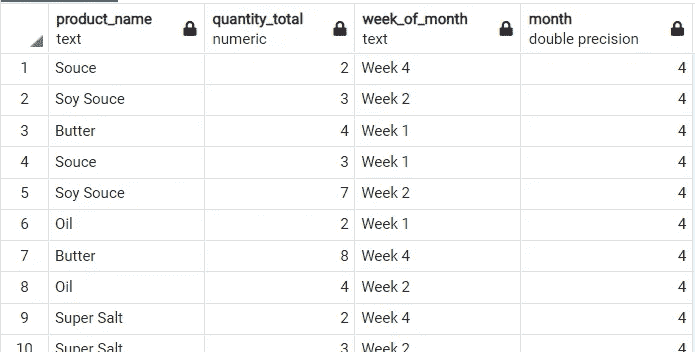 product_name quantity_total week_of_month month
text numeric text double precision
1 Souce 2 Week 4 4
2 Soy Souce 3 Week 2 4
3 Butter 4 Week 1 4
4 Souce 3 Week 1 4
5 Soy Souce 7 Week 2 4
6 Oil 2 Week 1 4
7 Butter 8 Week 4 4
8 Oil 4 Week 2 4
9 Super Salt 2 Week 4 4
10 Super Salt 3 Week 2 4